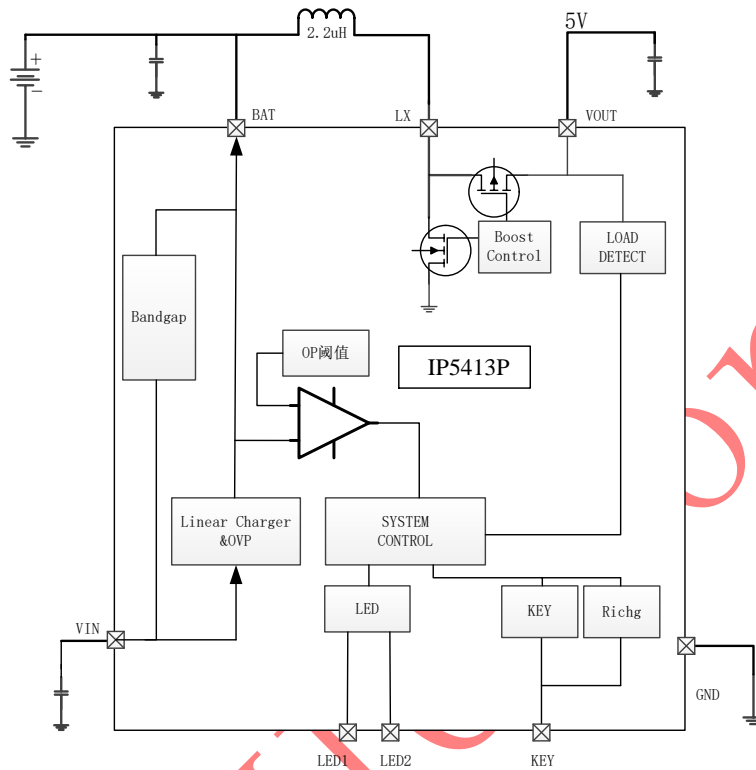 2.2uH
5V
+
-
BAT
LX
VOUT
Boost
Control
LOAD
DETECT
Bandgap
OP阈值
IP5413P
Linear Charger
&OVP
SYSTEM
CONTROL
LED
KEY
Richg
VIN
GND
LED1
LED2
KEY